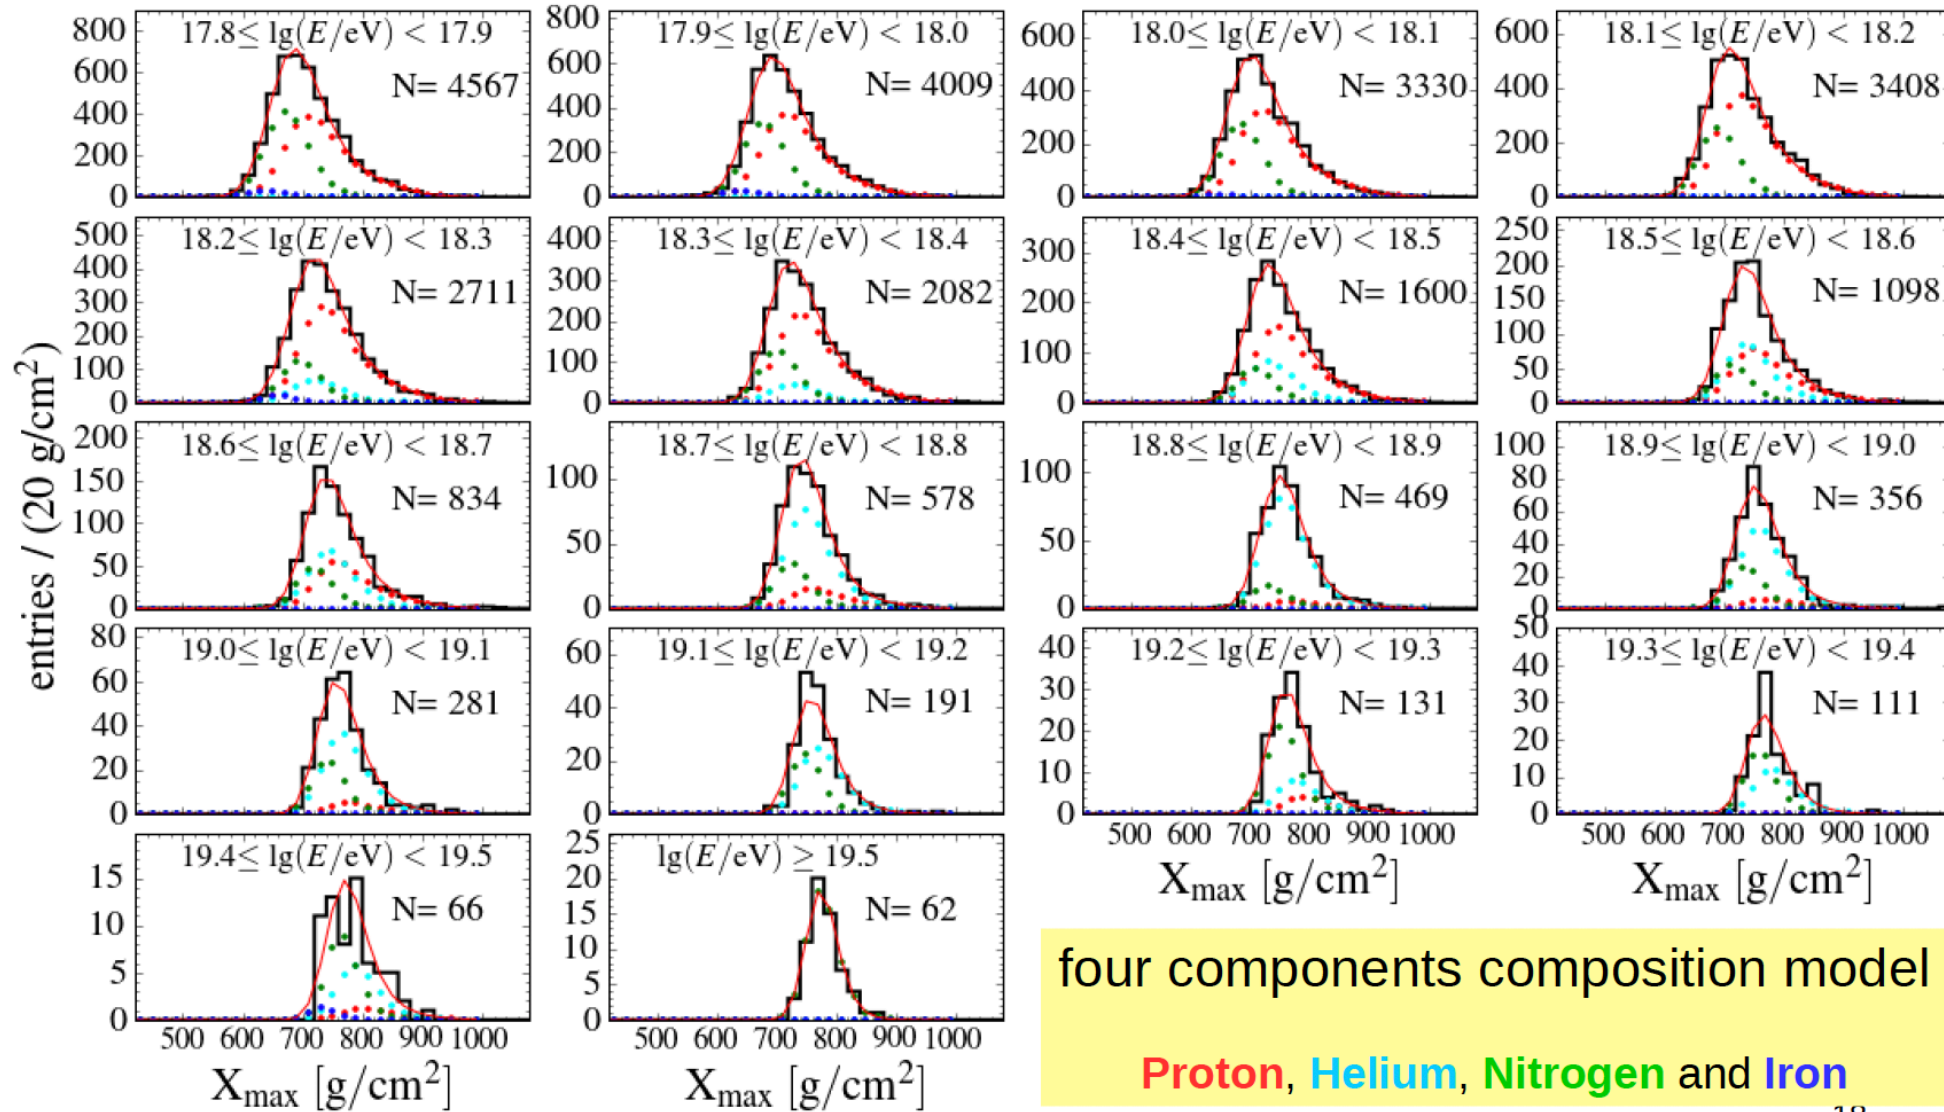 entries / (20 g/cm²)
800
600
400
200
0
17.8≤ lg(E/eV) < 17.9
N= 4567
800
600
400
200
0
17.9≤ lg(E/eV) < 18.0
N= 4009
600
400
200
0
18.0≤ lg(E/eV) < 18.1
N= 3330
600
400
200
0
18.1≤ lg(E/eV) < 18.2
N= 3408
500
400
300
200
100
0
18.2≤ lg(E/eV) < 18.3
N= 2711
400
300
200
100
0
18.3≤ lg(E/eV) < 18.4
N= 2082
300
200
100
0
18.4≤ lg(E/eV) < 18.5
N= 1600
250
200
150
100
50
0
18.5≤ lg(E/eV) < 18.6
N= 1098
200
150
100
50
0
18.6≤ lg(E/eV) < 18.7
N= 834
100
50
0
18.7≤ lg(E/eV) < 18.8
N= 578
100
50
0
18.8≤ lg(E/eV) < 18.9
N= 469
100
80
60
40
20
0
18.9≤ lg(E/eV) < 19.0
N= 356
80
60
40
20
0
19.0≤ lg(E/eV) < 19.1
N= 281
60
40
20
0
19.1≤ lg(E/eV) < 19.2
N= 191
40
30
20
10
0
19.2≤ lg(E/eV) < 19.3
N= 131
500 600 700 800 900 1000
X_max [g/cm²]
50
40
30
20
10
0
19.3≤ lg(E/eV) < 19.4
N= 111
500 600 700 800 900 1000
X_max [g/cm²]
15
10
5
0
19.4≤ lg(E/eV) < 19.5
N= 66
500 600 700 800 900 1000
X_max [g/cm²]
25
20
15
10
5
0
lg(E/eV) ≥ 19.5
N= 62
500 600 700 800 900 1000
X_max [g/cm²]
four components composition model
Proton, Helium, Nitrogen and Iron